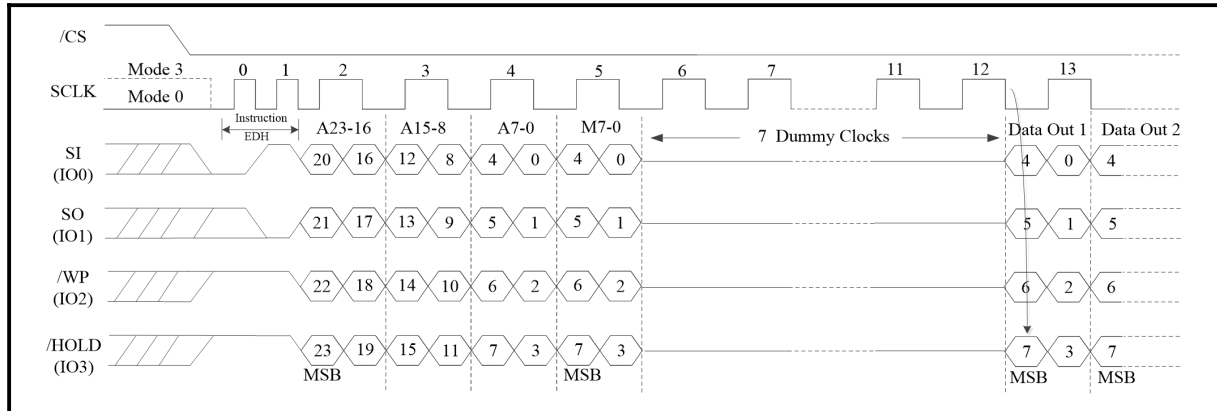 /CS
Mode 3 0 1 2 3 4 5 6 7 11 12 13
SCLK Mode 0
Instruction
EDH A23-16 A15-8 A7-0 M7-0 7 Dummy Clocks Data Out 1 Data Out 2
SI 20 16 12 8 4 0 4 0 4 0 4
(IO0)
SO 21 17 13 9 5 1 5 1 5 1 5
(IO1)
/WP 22 18 14 10 6 2 6 2 6 2 6
(IO2)
/HOLD 23 19 15 11 7 3 7 3 7 3 7
(IO3)
MSB MSB MSB MSB